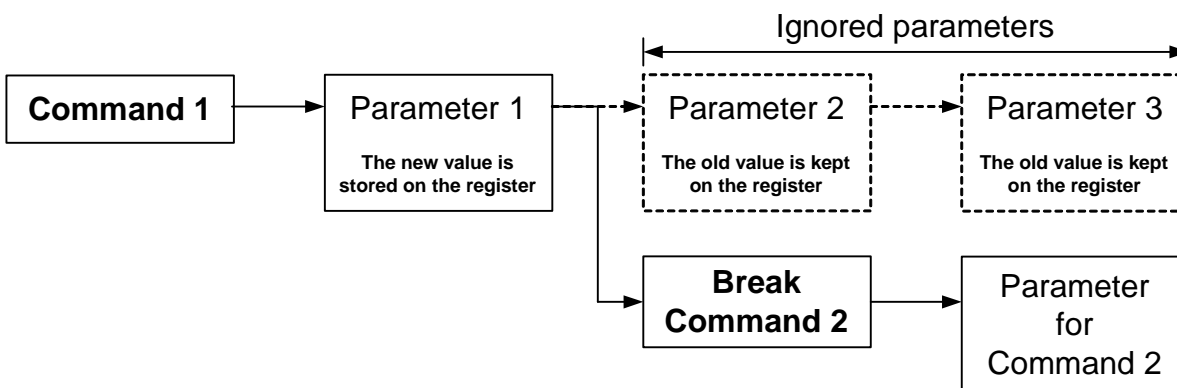 Ignored parameters
Command 1
Parameter 1
The new value is
stored on the register
Parameter 2
The old value is kept
on the register
Parameter 3
The old value is kept
on the register
Break
Command 2
Parameter
for
Command 2